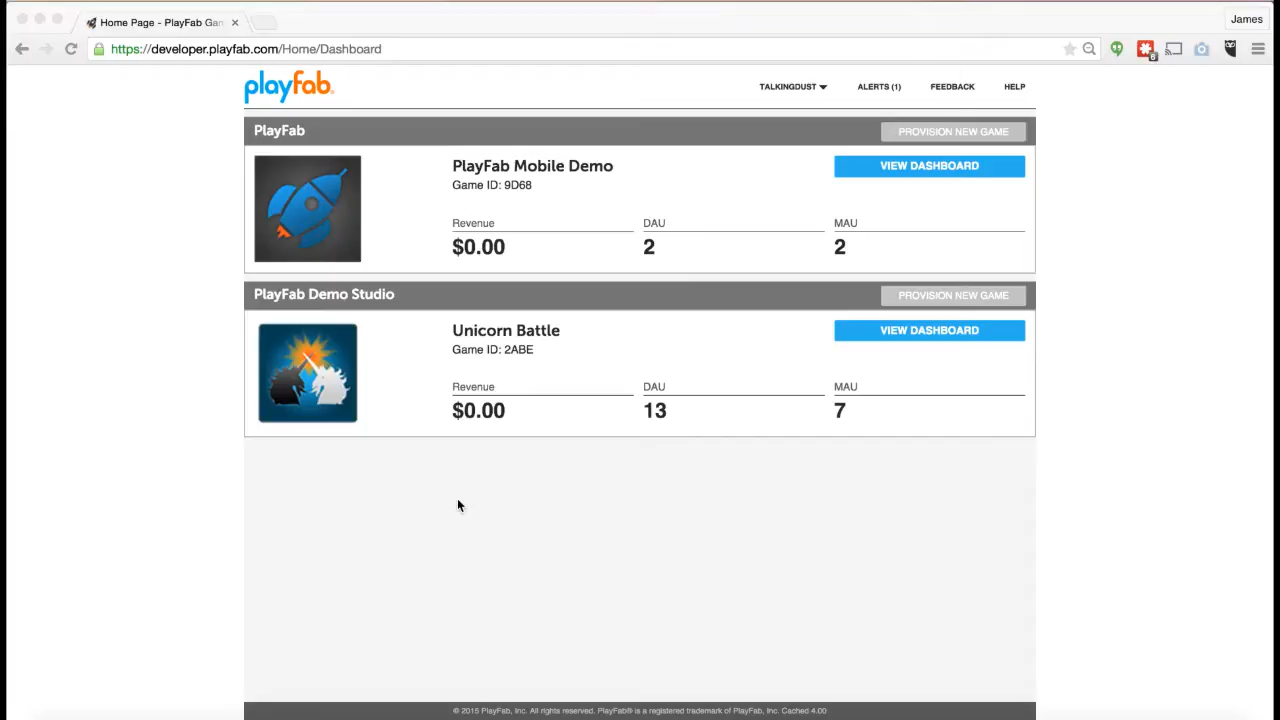 Home Page - PlayFab Gam
James
https://developer.playfab.com/Home/Dashboard
6
playfab
TALKINGDUST
ALERTS (1)
FEEDBACK
HELP
PlayFab
PROVISION NEW GAME
PlayFab Mobile Demo
VIEW DASHBOARD
Game ID: 9D68
Revenue
DAU
MAU
$0.00
2
2
PlayFab Demo Studio
PROVISION NEW GAME
Unicorn Battle
VIEW DASHBOARD
Game ID: 2ABE
Revenue
DAU
MAU
$0.00
13
7
© 2015 PlayFab, Inc. All rights reserved. PlayFab® is a registered trademark of PlayFab, Inc. Cached 4.00